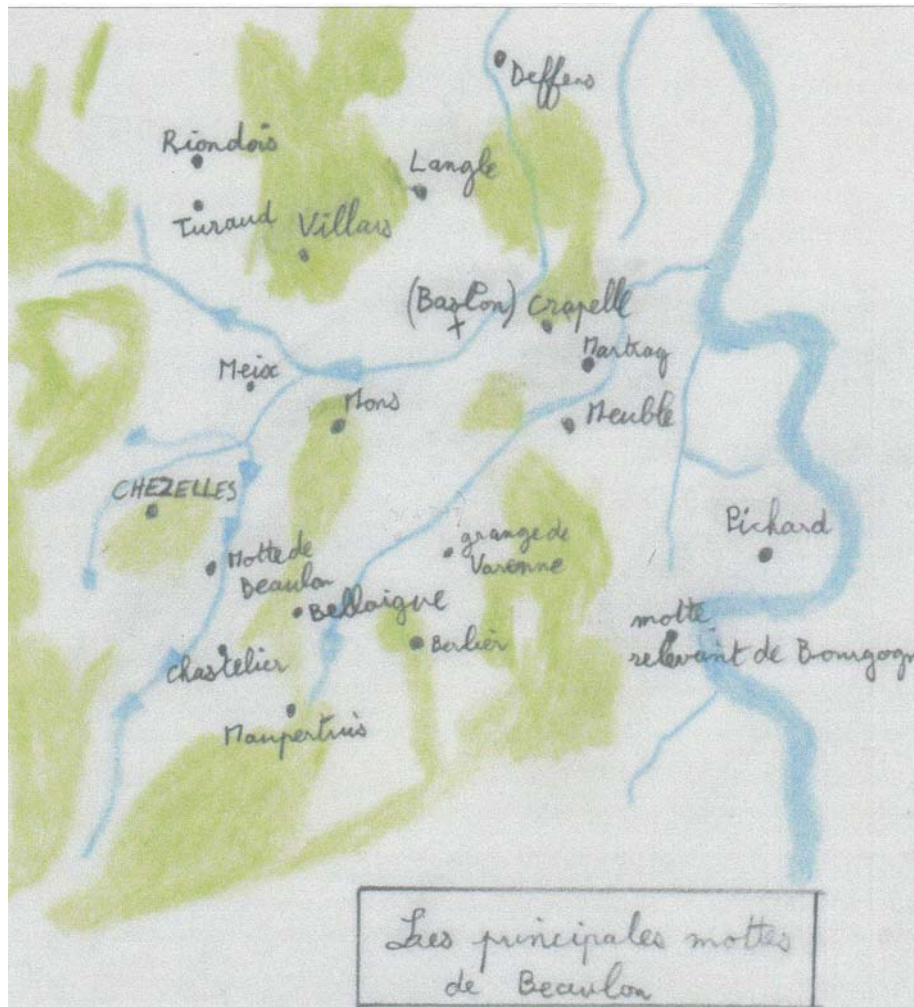 Deffens
Riondois
Langle
Turaud
Villars
(Baslon)
Crapelle
Martray
Meix
Mons
Meuble
CHEZELLES
Pichard
grange de
Varenne
Motte de
Beaulon
Bellaigue
motte
relevant de Bourgogn
Berlier
Chastelier
Maupertuis
Les principales mottes
de Beaulon